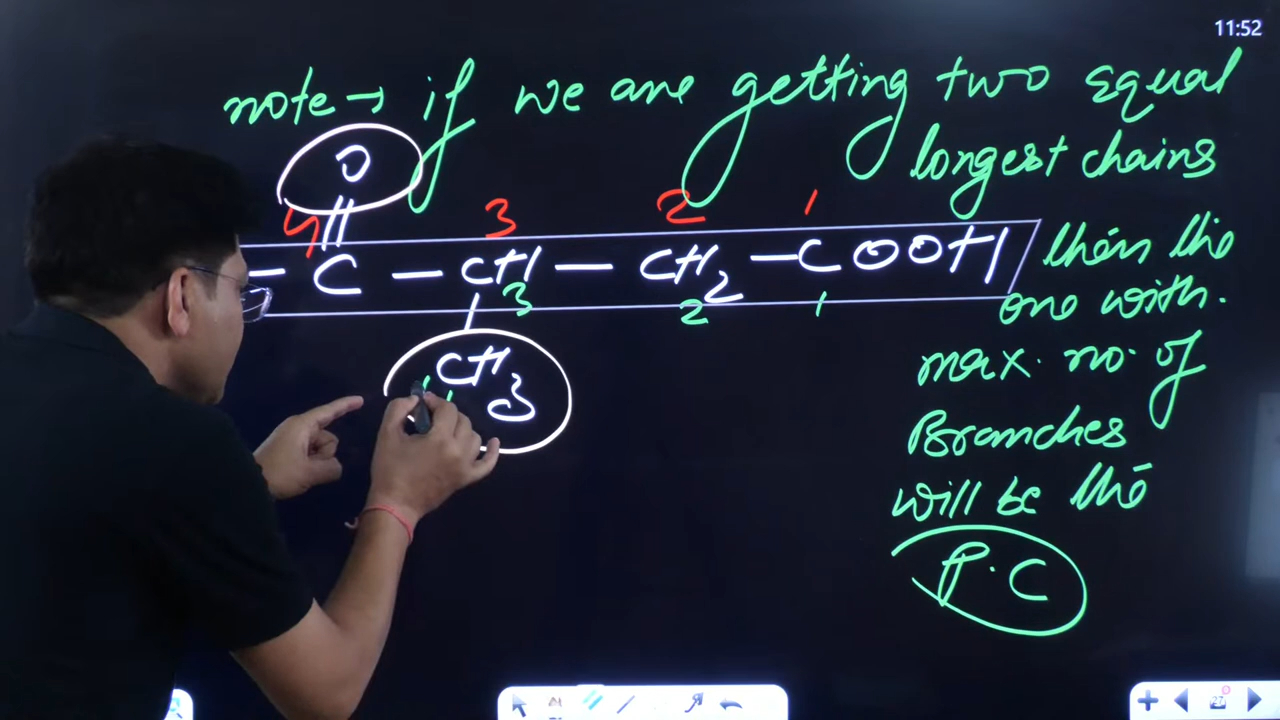 11:52
note → if we are getting two equal
longest chains
then the
one with.
max. no. of
Branches
will be the
P.C
O
4 3 2 1
— C — CH — CH2 — COOH
3 2 1
CH3